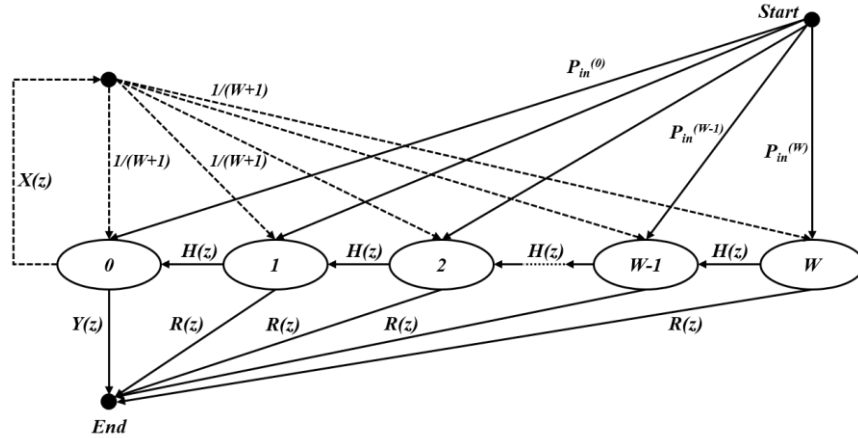 Start
1/(W+1)
P_in^(0)
1/(W+1)
1/(W+1)
P_in^(W-1)
P_in^(W)
X(z)
0
H(z)
1
H(z)
2
H(z)
W-1
H(z)
W
Y(z)
R(z)
R(z)
R(z)
R(z)
End